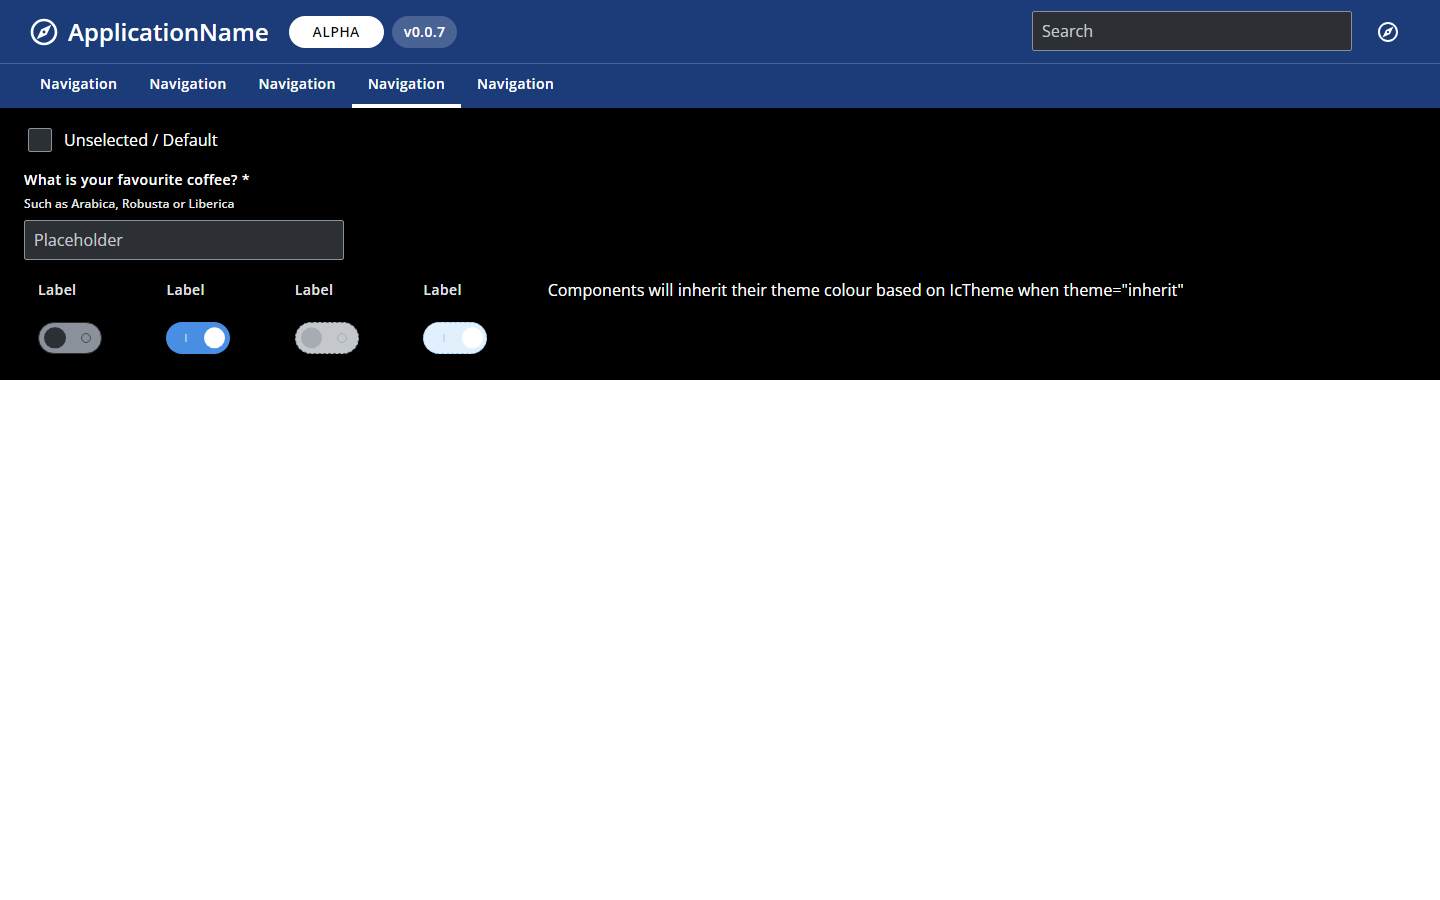 ApplicationName ALPHA v0.0.7 Search
Navigation Navigation Navigation Navigation Navigation
Unselected / Default
What is your favourite coffee? *
Such as Arabica, Robusta or Liberica
Placeholder
Label Label Label Label Components will inherit their theme colour based on IcTheme when theme="inherit"